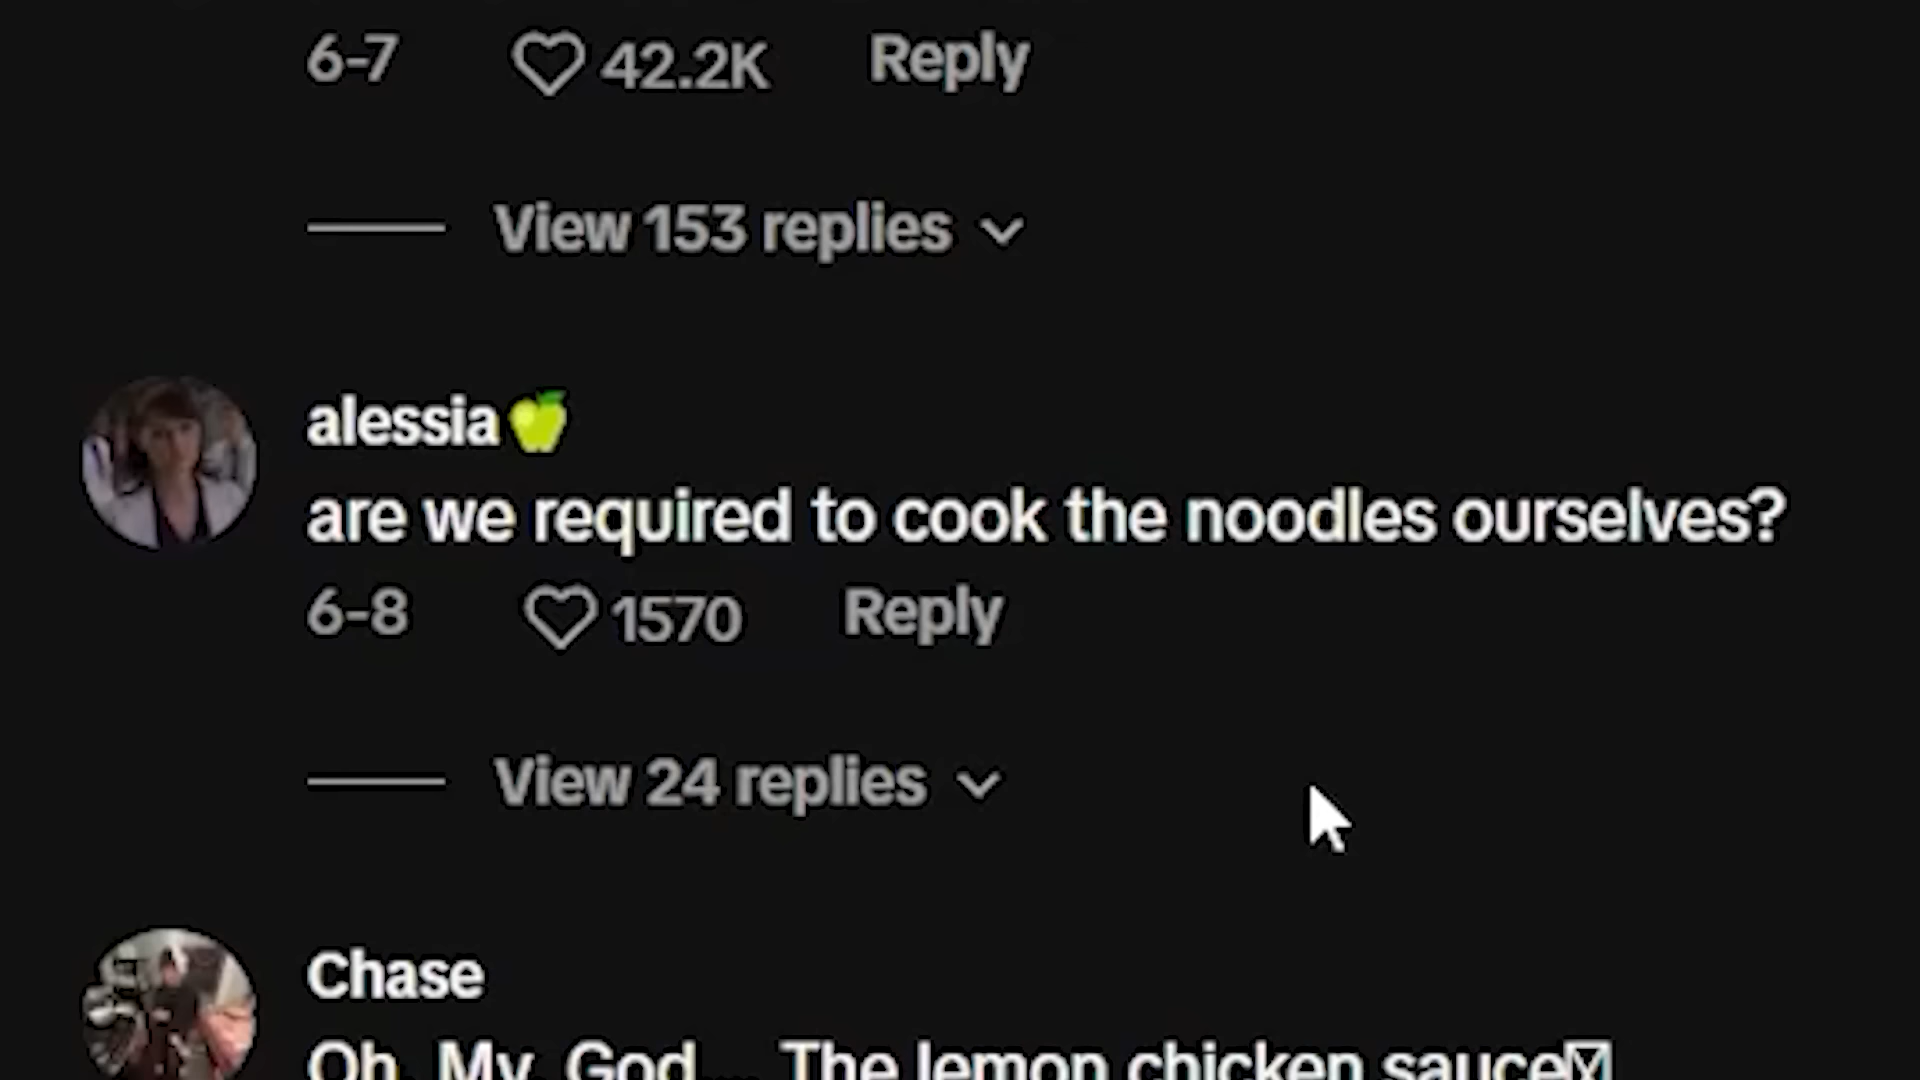 6-7 42.2K Reply
View 153 replies
alessia🍏
are we required to cook the noodles ourselves?
6-8 1570 Reply
View 24 replies
Chase
Oh. My. God... The lemon chicken sauce